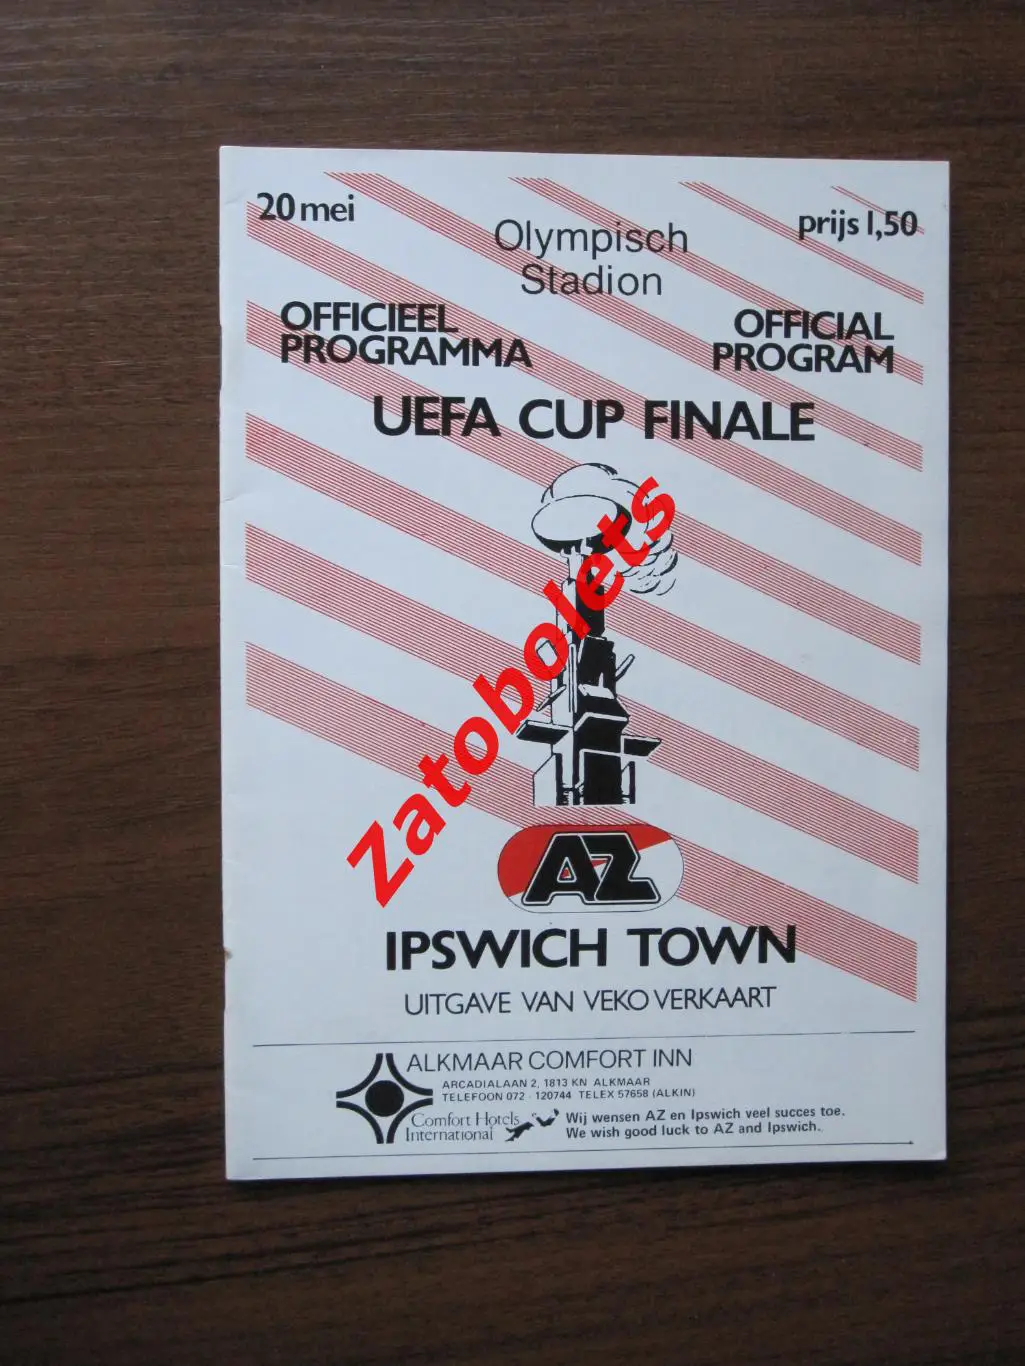 20 mei
prijs 1,50
Olympisch
Stadion
OFFICIEEL
PROGRAMMA
OFFICIAL
PROGRAM
UEFA CUP FINALE
Zatobolets
AZ
IPSWICH TOWN
UITGAVE VAN VEKO VERKAART
ALKMAAR COMFORT INN
ARCADIALAAN 2, 1813 KN ALKMAAR
TELEFOON 072 - 120744 TELEX 57658 (ALKIN)
Comfort Hotels
International
Wij wensen AZ en Ipswich veel succes toe.
We wish good luck to AZ and Ipswich.